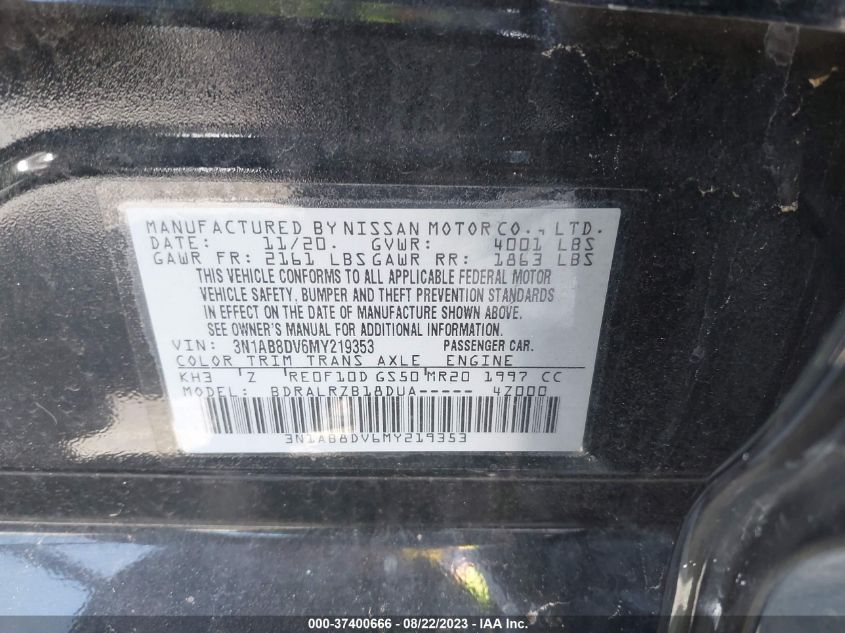 MANUFACTURED BY NISSAN MOTOR CO., LTD.
DATE: 11/20. GVWR: 4001 LBS
GAWR FR: 2161 LBS GAWR RR: 1863 LBS
THIS VEHICLE CONFORMS TO ALL APPLICABLE FEDERAL MOTOR
VEHICLE SAFETY, BUMPER AND THEFT PREVENTION STANDARDS
IN EFFECT ON THE DATE OF MANUFACTURE SHOWN ABOVE.
SEE OWNER'S MANUAL FOR ADDITIONAL INFORMATION.
VIN: 3N1AB8DV6MY219353 PASSENGER CAR.
COLOR TRIM TRANS AXLE ENGINE
KH3 Z RE0F10D GS50 MR20 1997 CC
MODEL: BDRALRZB18DUA----- 4Z000
3N1AB8DV6MY219353
000-37400666 - 08/22/2023 - IAA Inc.